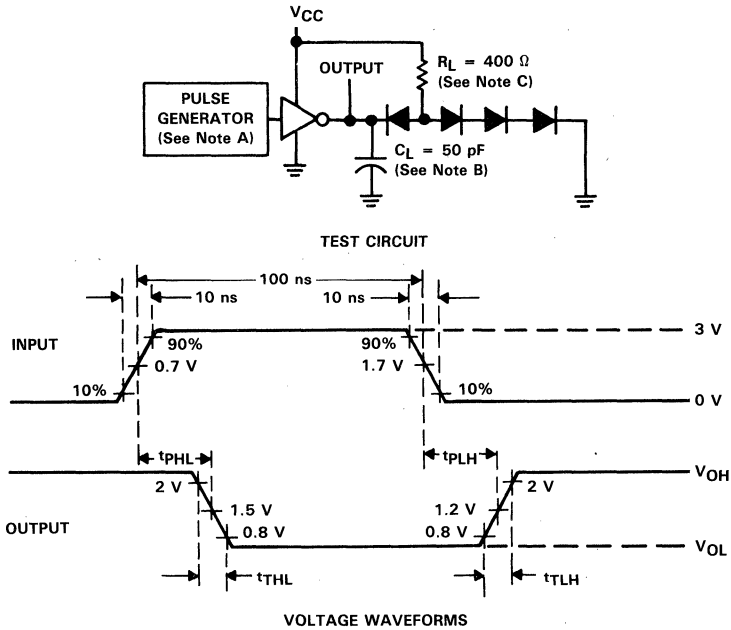 VCC
OUTPUT
RL = 400 Ω
(See Note C)
PULSE
GENERATOR
(See Note A)
CL = 50 pF
(See Note B)
TEST CIRCUIT
100 ns
10 ns
10 ns
INPUT
3 V
90%
90%
0.7 V
1.7 V
10%
10%
0 V
tPHL
tPLH
VOH
2 V
2 V
1.5 V
1.2 V
OUTPUT
0.8 V
0.8 V
VOL
tTHL
tTLH
VOLTAGE WAVEFORMS